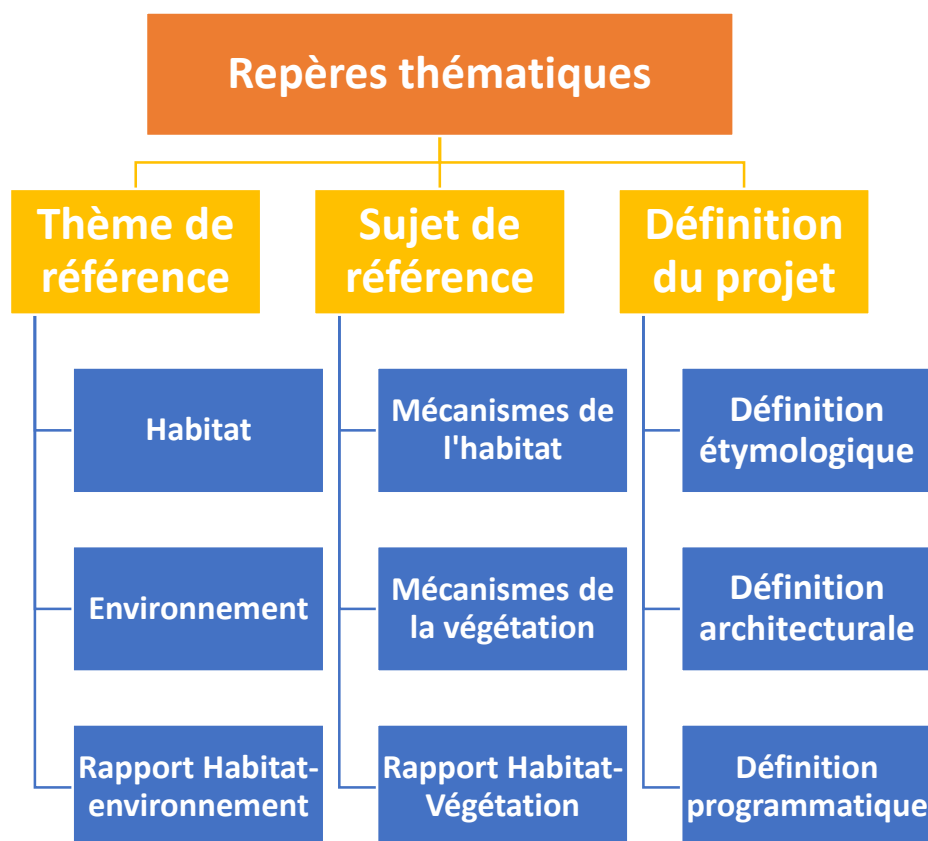 Repères thématiques
Thème de
référence
Habitat
Environnement
Rapport Habitat-
environnement
Sujet de
référence
Mécanismes de
l'habitat
Mécanismes de
la végétation
Rapport Habitat-
Végétation
Définition
du projet
Définition
étymologique
Définition
architecturale
Définition
programmatique